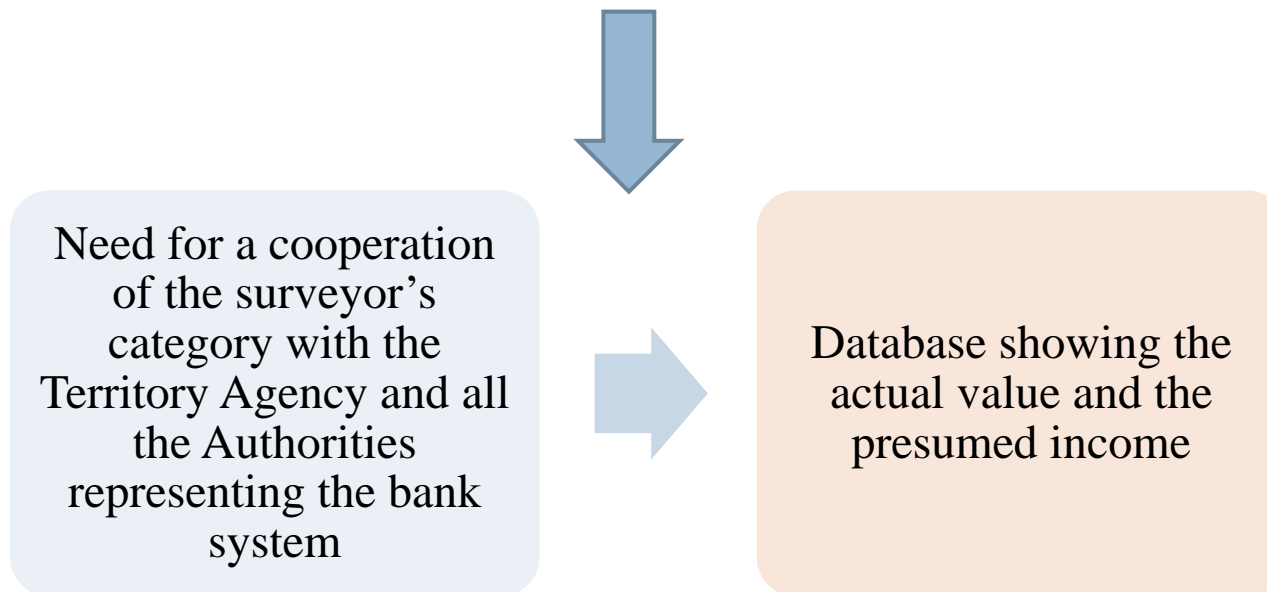 Need for a cooperation
of the surveyor’s
category with the
Territory Agency and all
the Authorities
representing the bank
system
Database showing the
actual value and the
presumed income